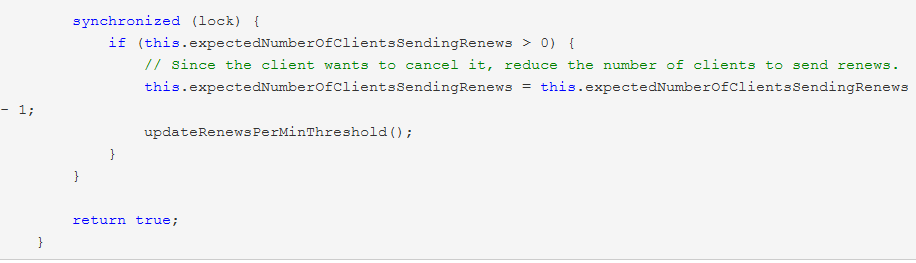 synchronized (lock) {
if (this.expectedNumberOfClientsSendingRenews > 0) {
// Since the client wants to cancel it, reduce the number of clients to send renews.
this.expectedNumberOfClientsSendingRenews = this.expectedNumberOfClientsSendingRenews
- 1;
updateRenewsPerMinThreshold();
}
}
return true;
}